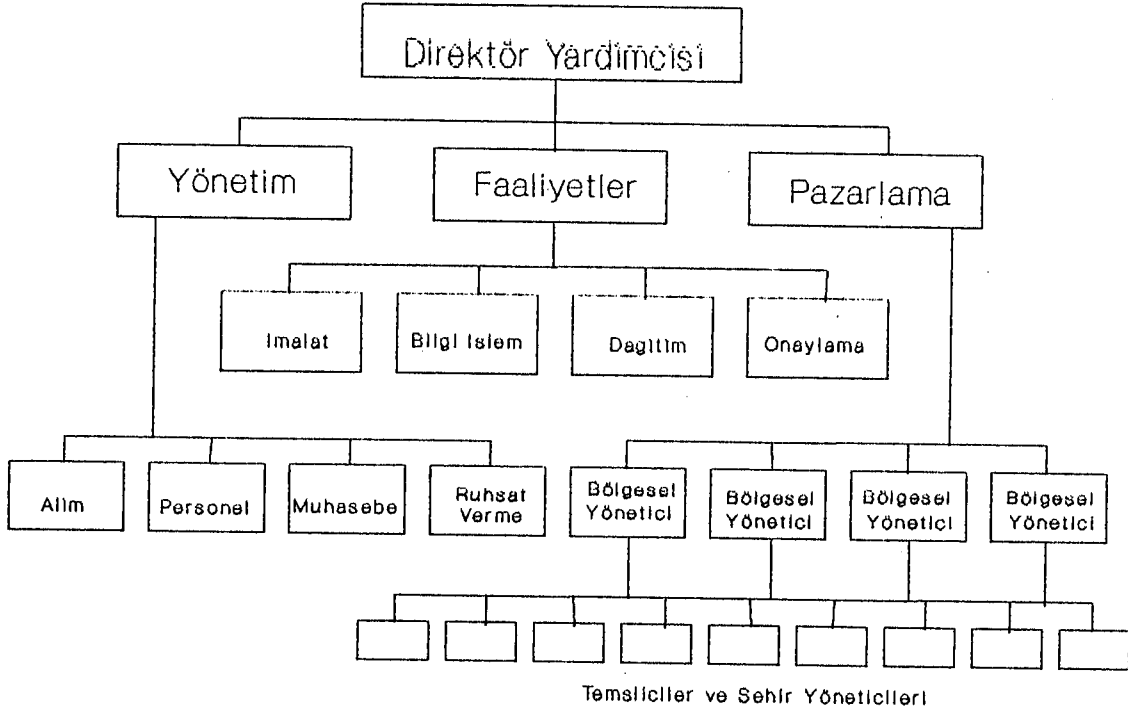 Direktör Yardimcisi
Yönetim
Faaliyetler
Pazarlama
Imalat
Bilgi Islem
Dagitim
Onaylama
Alim
Personel
Muhasebe
Ruhsat
Verme
Bölgesel
Yönetici
Bölgesel
Yönetici
Bölgesel
Yönetici
Bölgesel
Yönetici
Temsilciler ve Sehir Yöneticileri